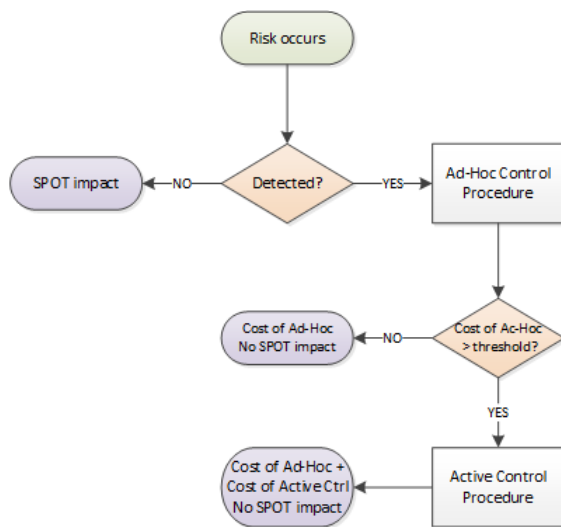 Risk occurs
SPOT impact
NO
Detected?
YES
Ad-Hoc Control
Procedure
Cost of Ad-Hoc
No SPOT impact
NO
Cost of Ac-Hoc
> threshold?
YES
Cost of Ad-Hoc +
Cost of Active Ctrl
No SPOT impact
Active Control
Procedure